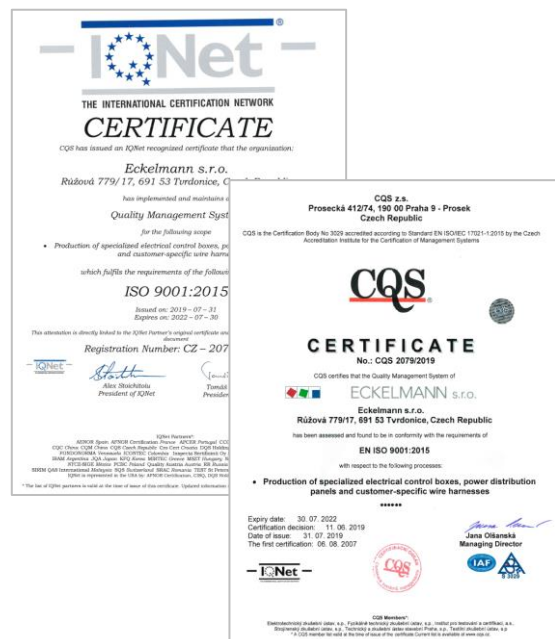 IQNet
THE INTERNATIONAL CERTIFICATION NETWORK
CERTIFICATE
CQS has issued an IQNet recognized certificate that the organization:
Eckelmann s.r.o.
Růžová 779/ 17, 691 53 Tvrdonice, C
has implemented and maintains a
Quality Management Syst
for the following scope
• Production of specialized electrical control boxes, po
and customer-specific wire harne
which fulfils the requirements of the followi
ISO 9001:2015
Issued on: 2019 – 07 – 31
Expires on: 2022 – 07 – 30
This attestation is directly linked to the IQNet Partner's original certificate and
document
Registration Number: CZ – 207
IQNet
Alex Stoichitoiu
President of IQNet
Tomáš
Presiden
IQNet Partners*:
CQS z.s.
Prosecká 412/74, 190 00 Praha 9 - Prosek
Czech Republic
CQS is the Certification Body No 3029 accredited according to Standard EN ISO/IEC 17021-1:2015 by the Czech
Accreditation Institute for the Certification of Management Systems
CQS
CERTIFICATE
No.: CQS 2079/2019
CQS certifies that the Quality Management System of
ECKELMANN s.r.o.
Eckelmann s.r.o.
Růžová 779/17, 691 53 Tvrdonice, Czech Republic
has been assessed and found to be in conformity with the requirements of
EN ISO 9001:2015
with respect to the following processes:
• Production of specialized electrical control boxes, power distribution
panels and customer-specific wire harnesses
••••••
Expiry date: 30. 07. 2022
Certification decision: 11. 06. 2019
Date of issue: 31. 07. 2019
The first certification: 06. 08. 2007
Jana Olšanská
Managing Director
IQNet
CQS
IAF
S 3029
CQS Members*: